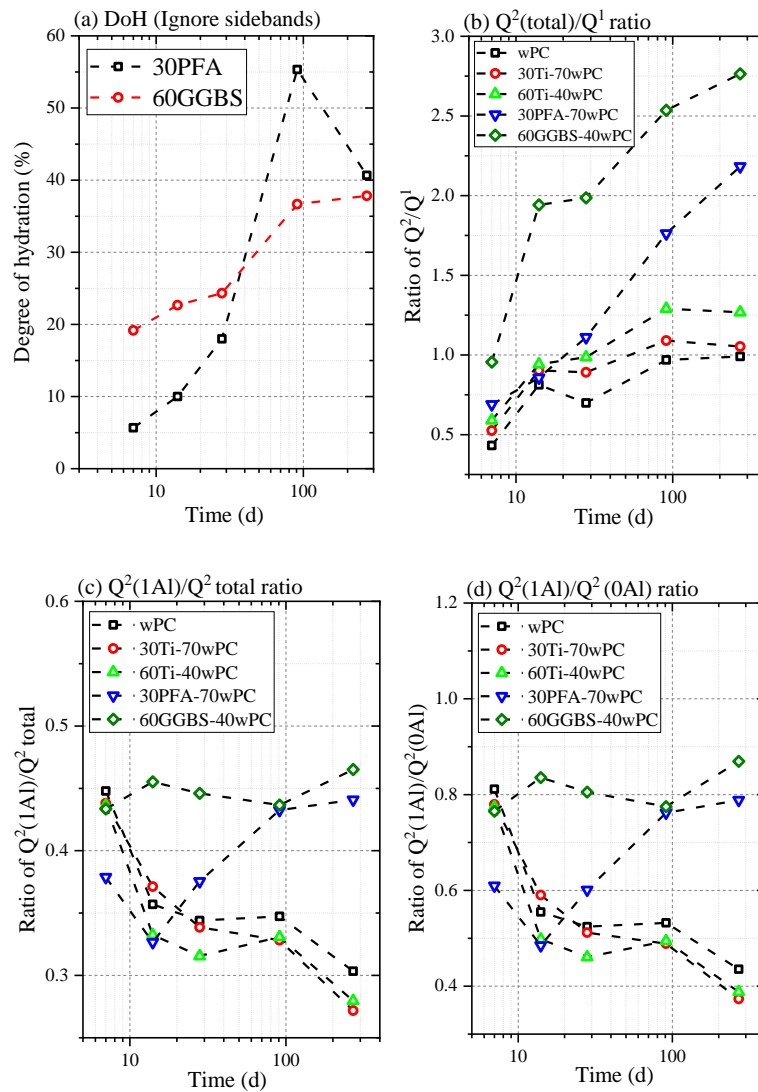 (a) DoH (Ignore sidebands)
60
55
50
45
40
35
30
25
20
15
10
5
0
Degree of hydration (%)
30PFA
60GGBS
10
100
Time (d)
(b) Q²(total)/Q¹ ratio
3.0
2.5
2.0
1.5
1.0
0.5
Ratio of Q²/Q¹
wPC
30Ti-70wPC
60Ti-40wPC
30PFA-70wPC
60GGBS-40wPC
10
100
Time (d)
(c) Q²(1Al)/Q² total ratio
0.6
0.5
0.4
0.3
Ratio of Q²(1Al)/Q² total
wPC
30Ti-70wPC
60Ti-40wPC
30PFA-70wPC
60GGBS-40wPC
10
100
Time (d)
(d) Q²(1Al)/Q² (0Al) ratio
1.2
1.0
0.8
0.6
0.4
Ratio of Q²(1Al)/Q²(0Al)
wPC
30Ti-70wPC
60Ti-40wPC
30PFA-70wPC
60GGBS-40wPC
10
100
Time (d)